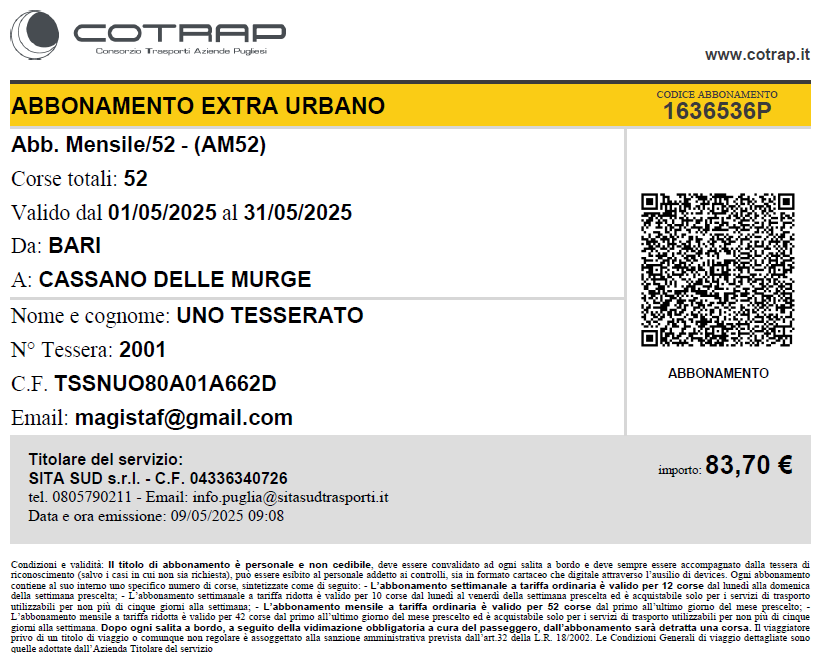 COTRAP
Consorzio Trasporti Aziende Pugliesi
www.cotrap.it
ABBONAMENTO EXTRA URBANO
CODICE ABBONAMENTO
1636536P
Abb. Mensile/52 - (AM52)
Corse totali: 52
Valido dal 01/05/2025 al 31/05/2025
Da: BARI
A: CASSANO DELLE MURGE
Nome e cognome: UNO TESSERATO
N° Tessera: 2001
C.F. TSSNUO80A01A662D
Email: magistaf@gmail.com
ABBONAMENTO
Titolare del servizio:
SITA SUD s.r.l. - C.F. 04336340726
tel. 0805790211 - Email: info.puglia@sitasudtrasporti.it
Data e ora emissione: 09/05/2025 09:08
importo: 83,70 €
Condizioni e validità: Il titolo di abbonamento è personale e non cedibile, deve essere convalidato ad ogni salita a bordo e deve sempre essere accompagnato dalla tessera di
riconoscimento (salvo i casi in cui non sia richiesta), può essere esibito al personale addetto ai controlli, sia in formato cartaceo che digitale attraverso l'ausilio di devices. Ogni abbonamento
contiene al suo interno uno specifico numero di corse, sintetizzate come di seguito: - L'abbonamento settimanale a tariffa ordinaria è valido per 12 corse dal lunedì alla domenica
della settimana prescelta; - L'abbonamento settimanale a tariffa ridotta è valido per 10 corse dal lunedì al venerdì della settimana prescelta ed è acquistabile solo per i servizi di trasporto
utilizzabili per non più di cinque giorni alla settimana; - L'abbonamento mensile a tariffa ordinaria è valido per 52 corse dal primo all'ultimo giorno del mese prescelto; -
L'abbonamento mensile a tariffa ridotta è valido per 42 corse dal primo all'ultimo giorno del mese prescelto ed è acquistabile solo per i servizi di trasporto utilizzabili per non più di cinque
giorni alla settimana. Dopo ogni salita a bordo, a seguito della vidimazione obbligatoria a cura del passeggero, dall'abbonamento sarà detratta una corsa. Il viaggiatore
privo di un titolo di viaggio o comunque non regolare è assoggettato alla sanzione amministrativa prevista dall'art.32 della L.R. 18/2002. Le Condizioni Generali di viaggio dettagliate sono
quelle adottate dall'Azienda Titolare del servizio